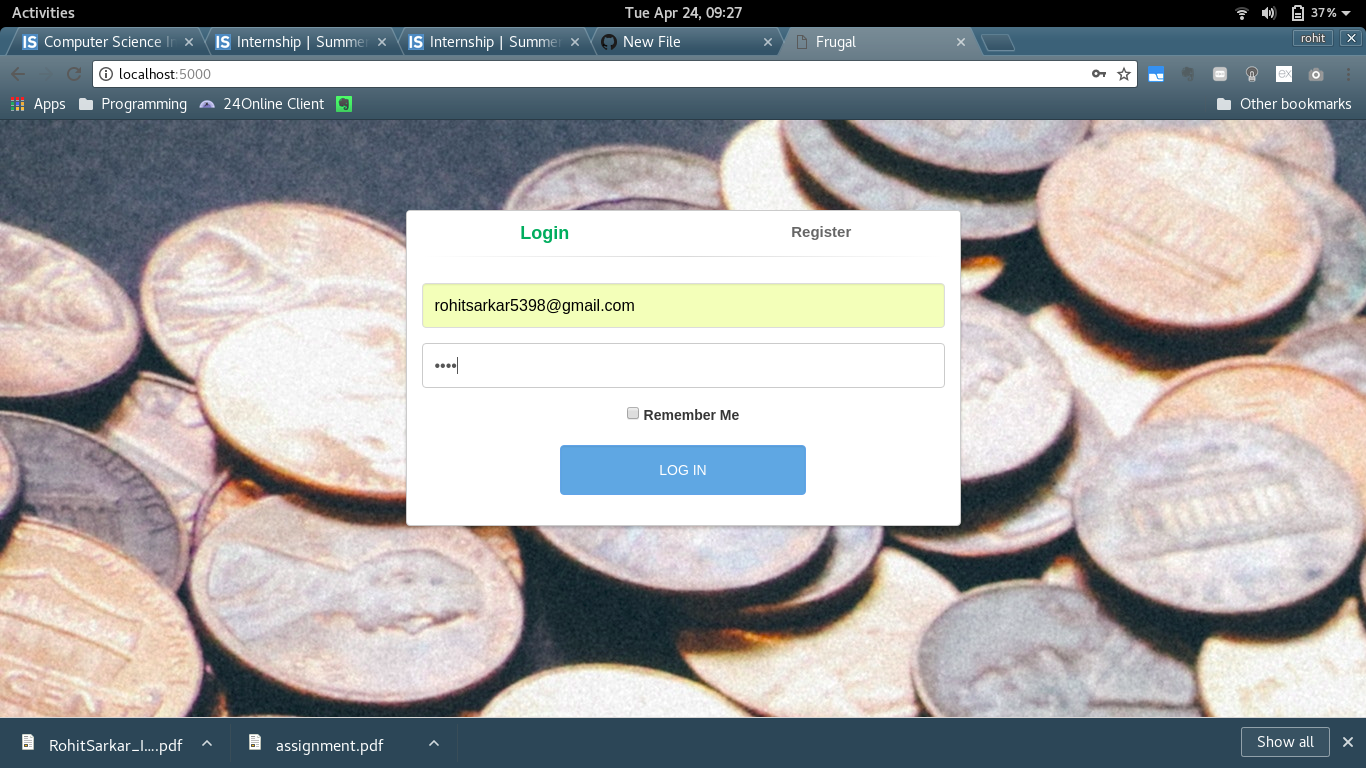 Activities
Tue Apr 24, 09:27
37%
Computer Science In
Internship | Summer
Internship | Summer
New File
Frugal
rohit
localhost:5000
Apps
Programming
24Online Client
Other bookmarks
Login
Register
rohitsarkar5398@gmail.com
••••
Remember Me
LOG IN
RohitSarkar_I....pdf
assignment.pdf
Show all